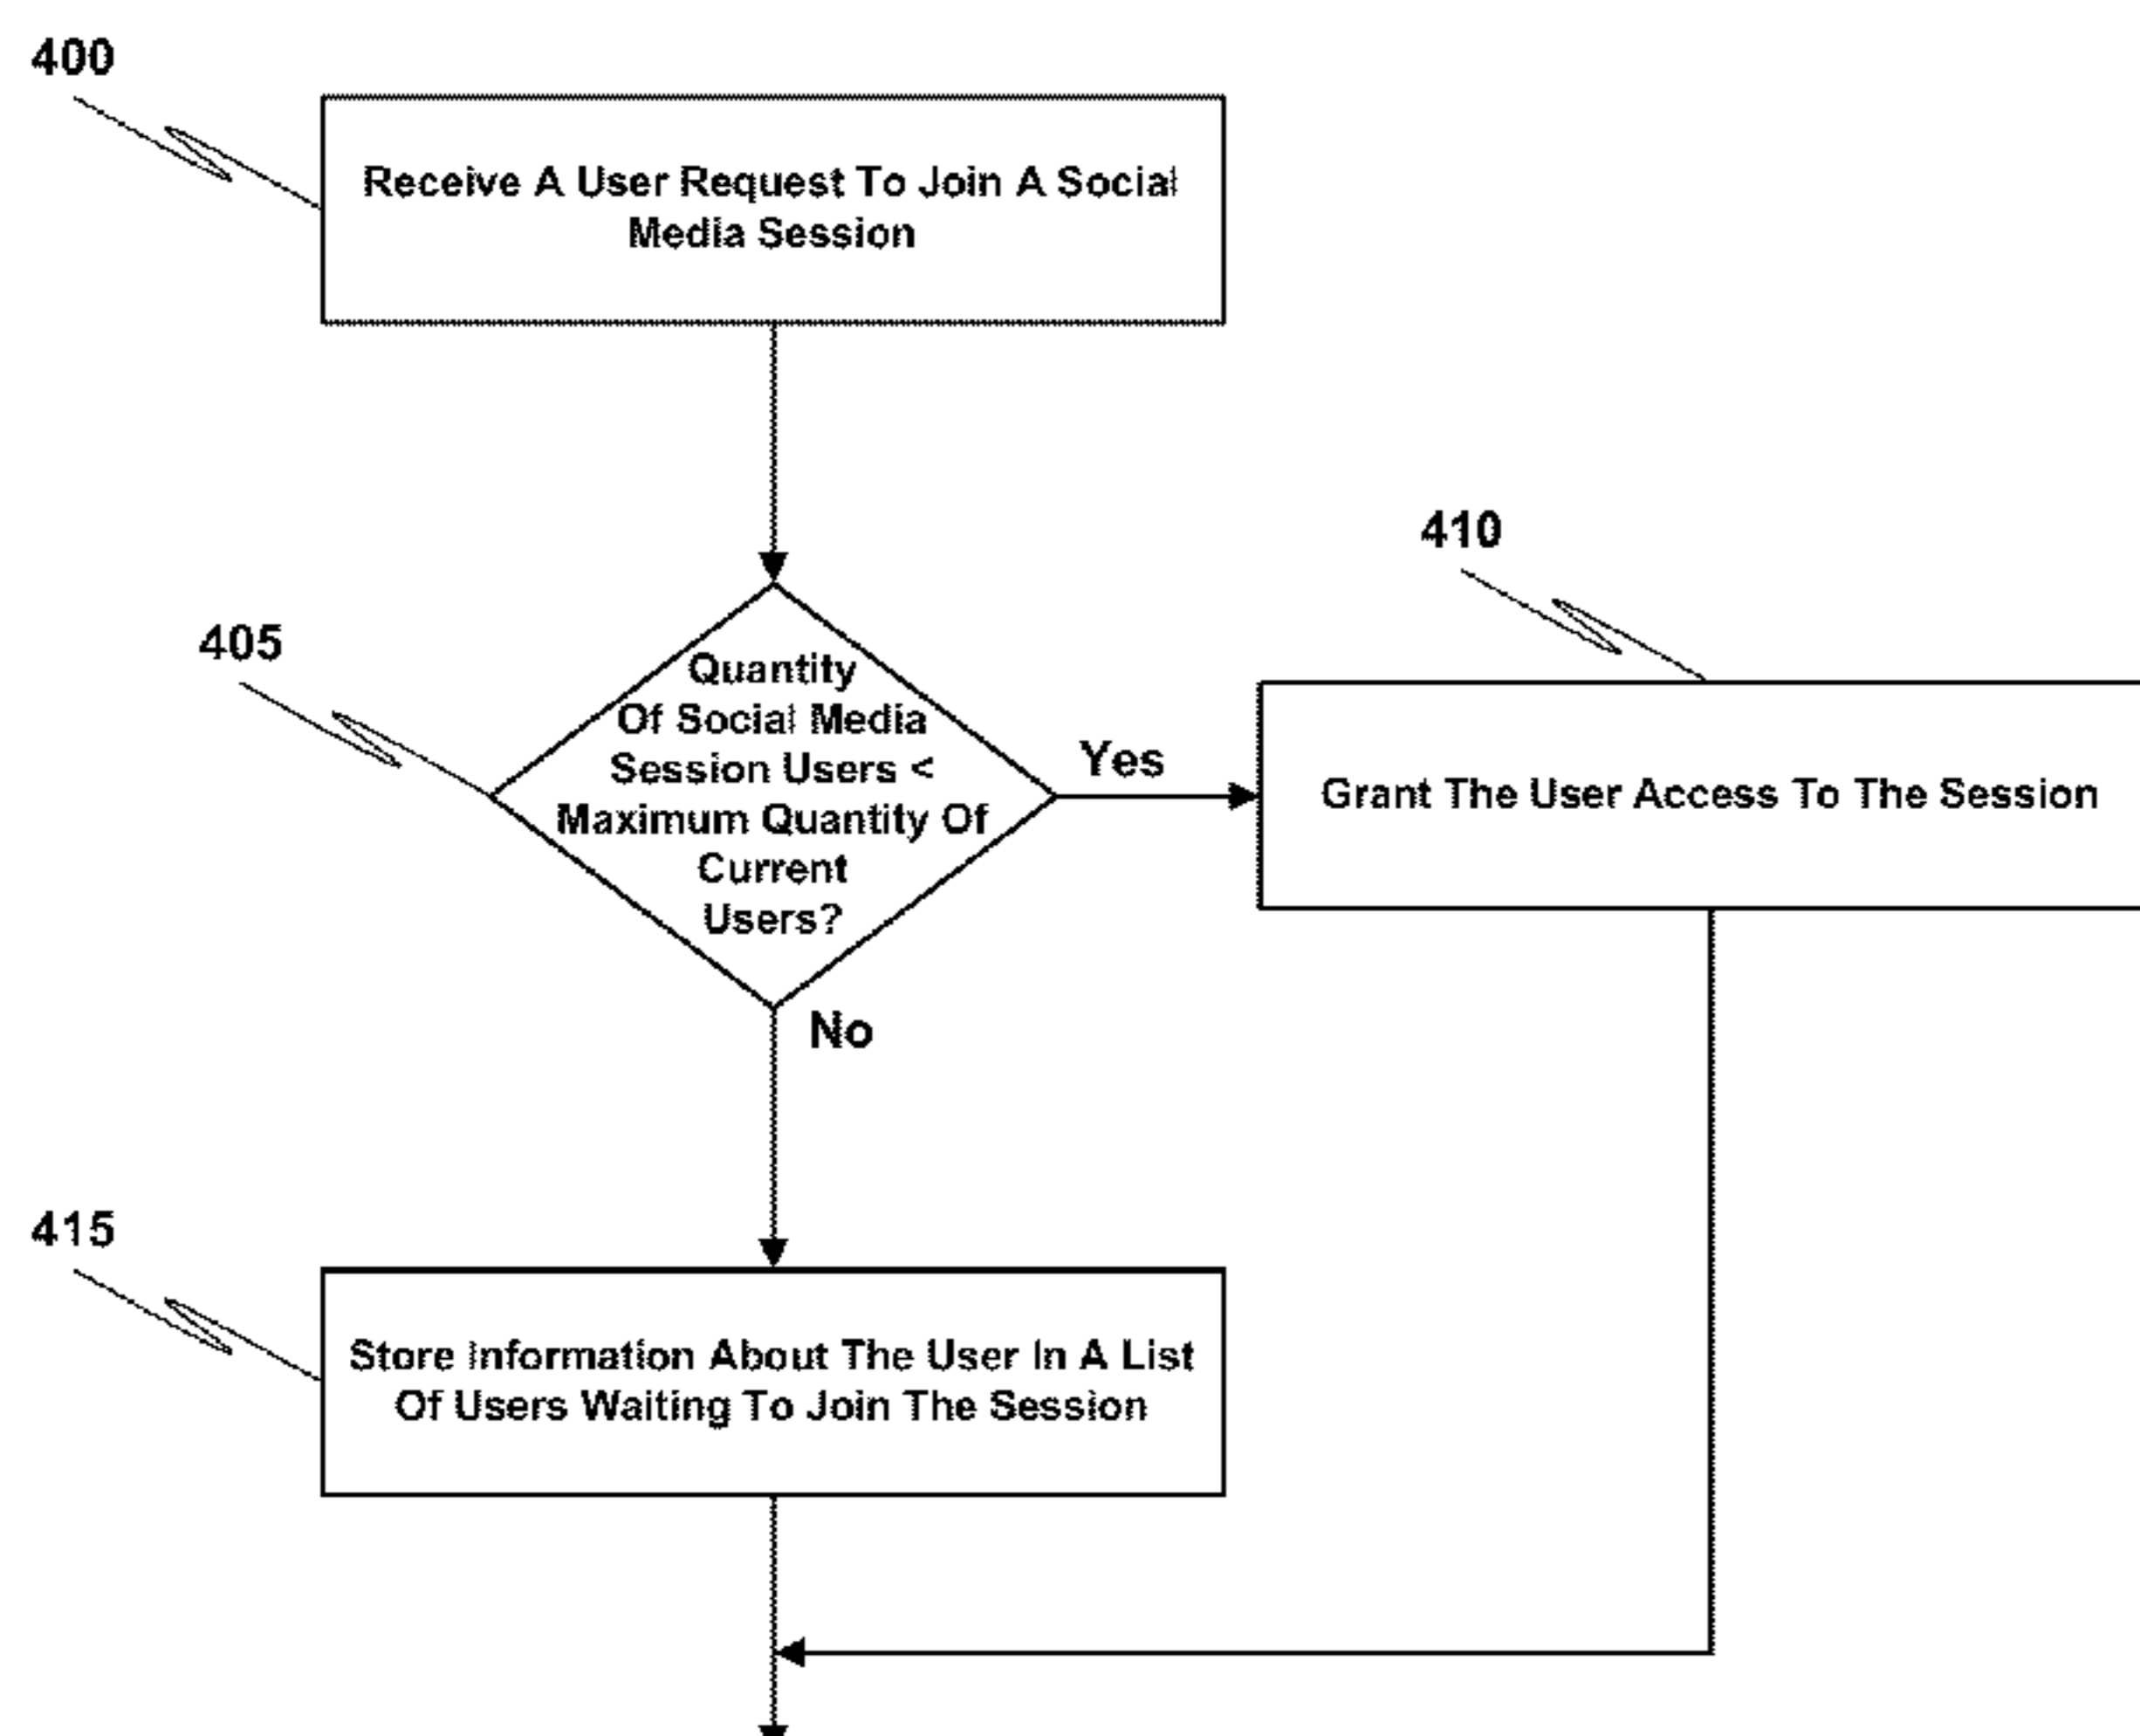 400
Receive A User Request To Join A Social
Media Session
410
405
Quantity
Of Social Media
Session Users <
Maximum Quantity Of
Current
Users?
Yes
Grant The User Access To The Session
No
415
Store Information About The User In A List
Of Users Waiting To Join The Session